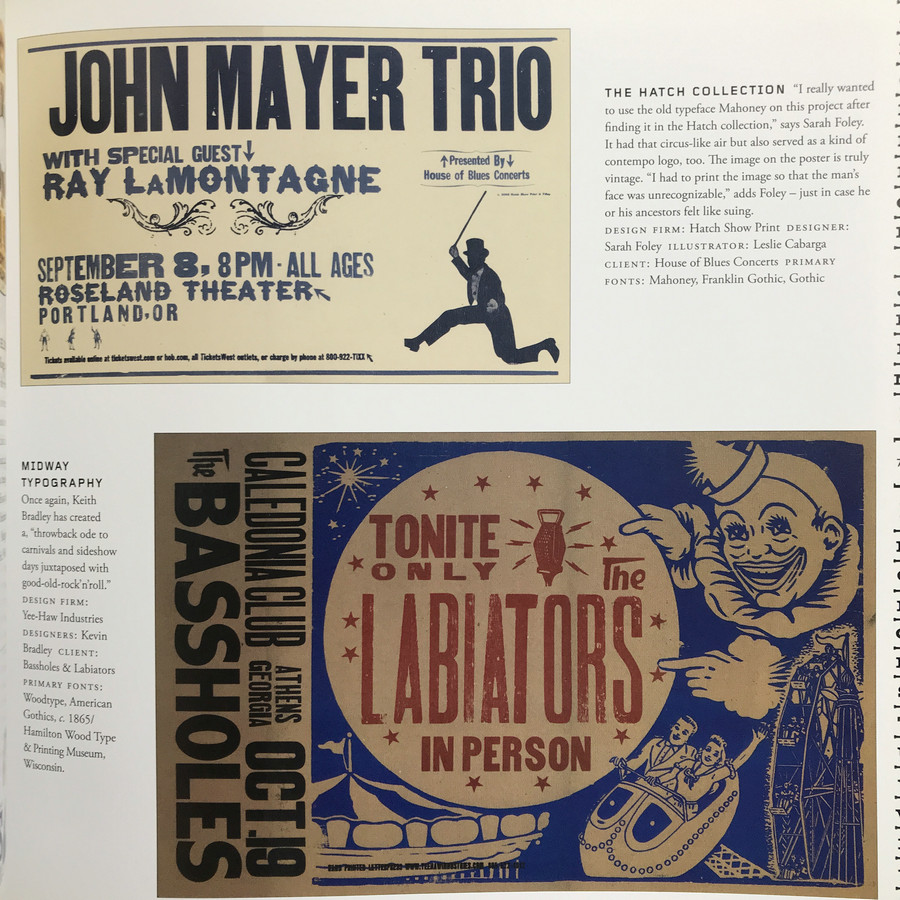 JOHN MAYER TRIO
WITH SPECIAL GUEST↓
RAY LAMONTAGNE
↑Presented By↓
House of Blues Concerts
SEPTEMBER 8, 8PM - ALL AGES
ROSELAND THEATER
PORTLAND, OR
Tickets available online at ticketswest.com or hob.com, all TicketsWest outlets, or charge by phone at 800-922-TIXX
THE HATCH COLLECTION “I really wanted
to use the old typeface Mahoney on this project after
finding it in the Hatch collection,” says Sarah Foley.
It had that circus-like air but also served as a kind of
contempo logo, too. The image on the poster is truly
vintage. “I had to print the image so that the man’s
face was unrecognizable,” adds Foley – just in case he
or his ancestors felt like suing.
DESIGN FIRM: Hatch Show Print DESIGNER:
Sarah Foley ILLUSTRATOR: Leslie Cabarga
CLIENT: House of Blues Concerts PRIMARY
FONTS: Mahoney, Franklin Gothic, Gothic
MIDWAY
TYPOGRAPHY
Once again, Keith
Bradley has created
a, “throwback ode to
carnivals and sideshow
days juxtaposed with
good-old-rock’n’roll.”
DESIGN FIRM:
Yee-Haw Industries
DESIGNERS: Kevin
Bradley CLIENT:
Bassholes & Labiators
PRIMARY FONTS:
Woodtype, American
Gothics, c. 1865/
Hamilton Wood Type
& Printing Museum,
Wisconsin.
The BASSHOLES
CALEDONIA CLUB ATHENS GEORGIA OCT.19
TONITE
ONLY
The
LABIATORS
IN PERSON